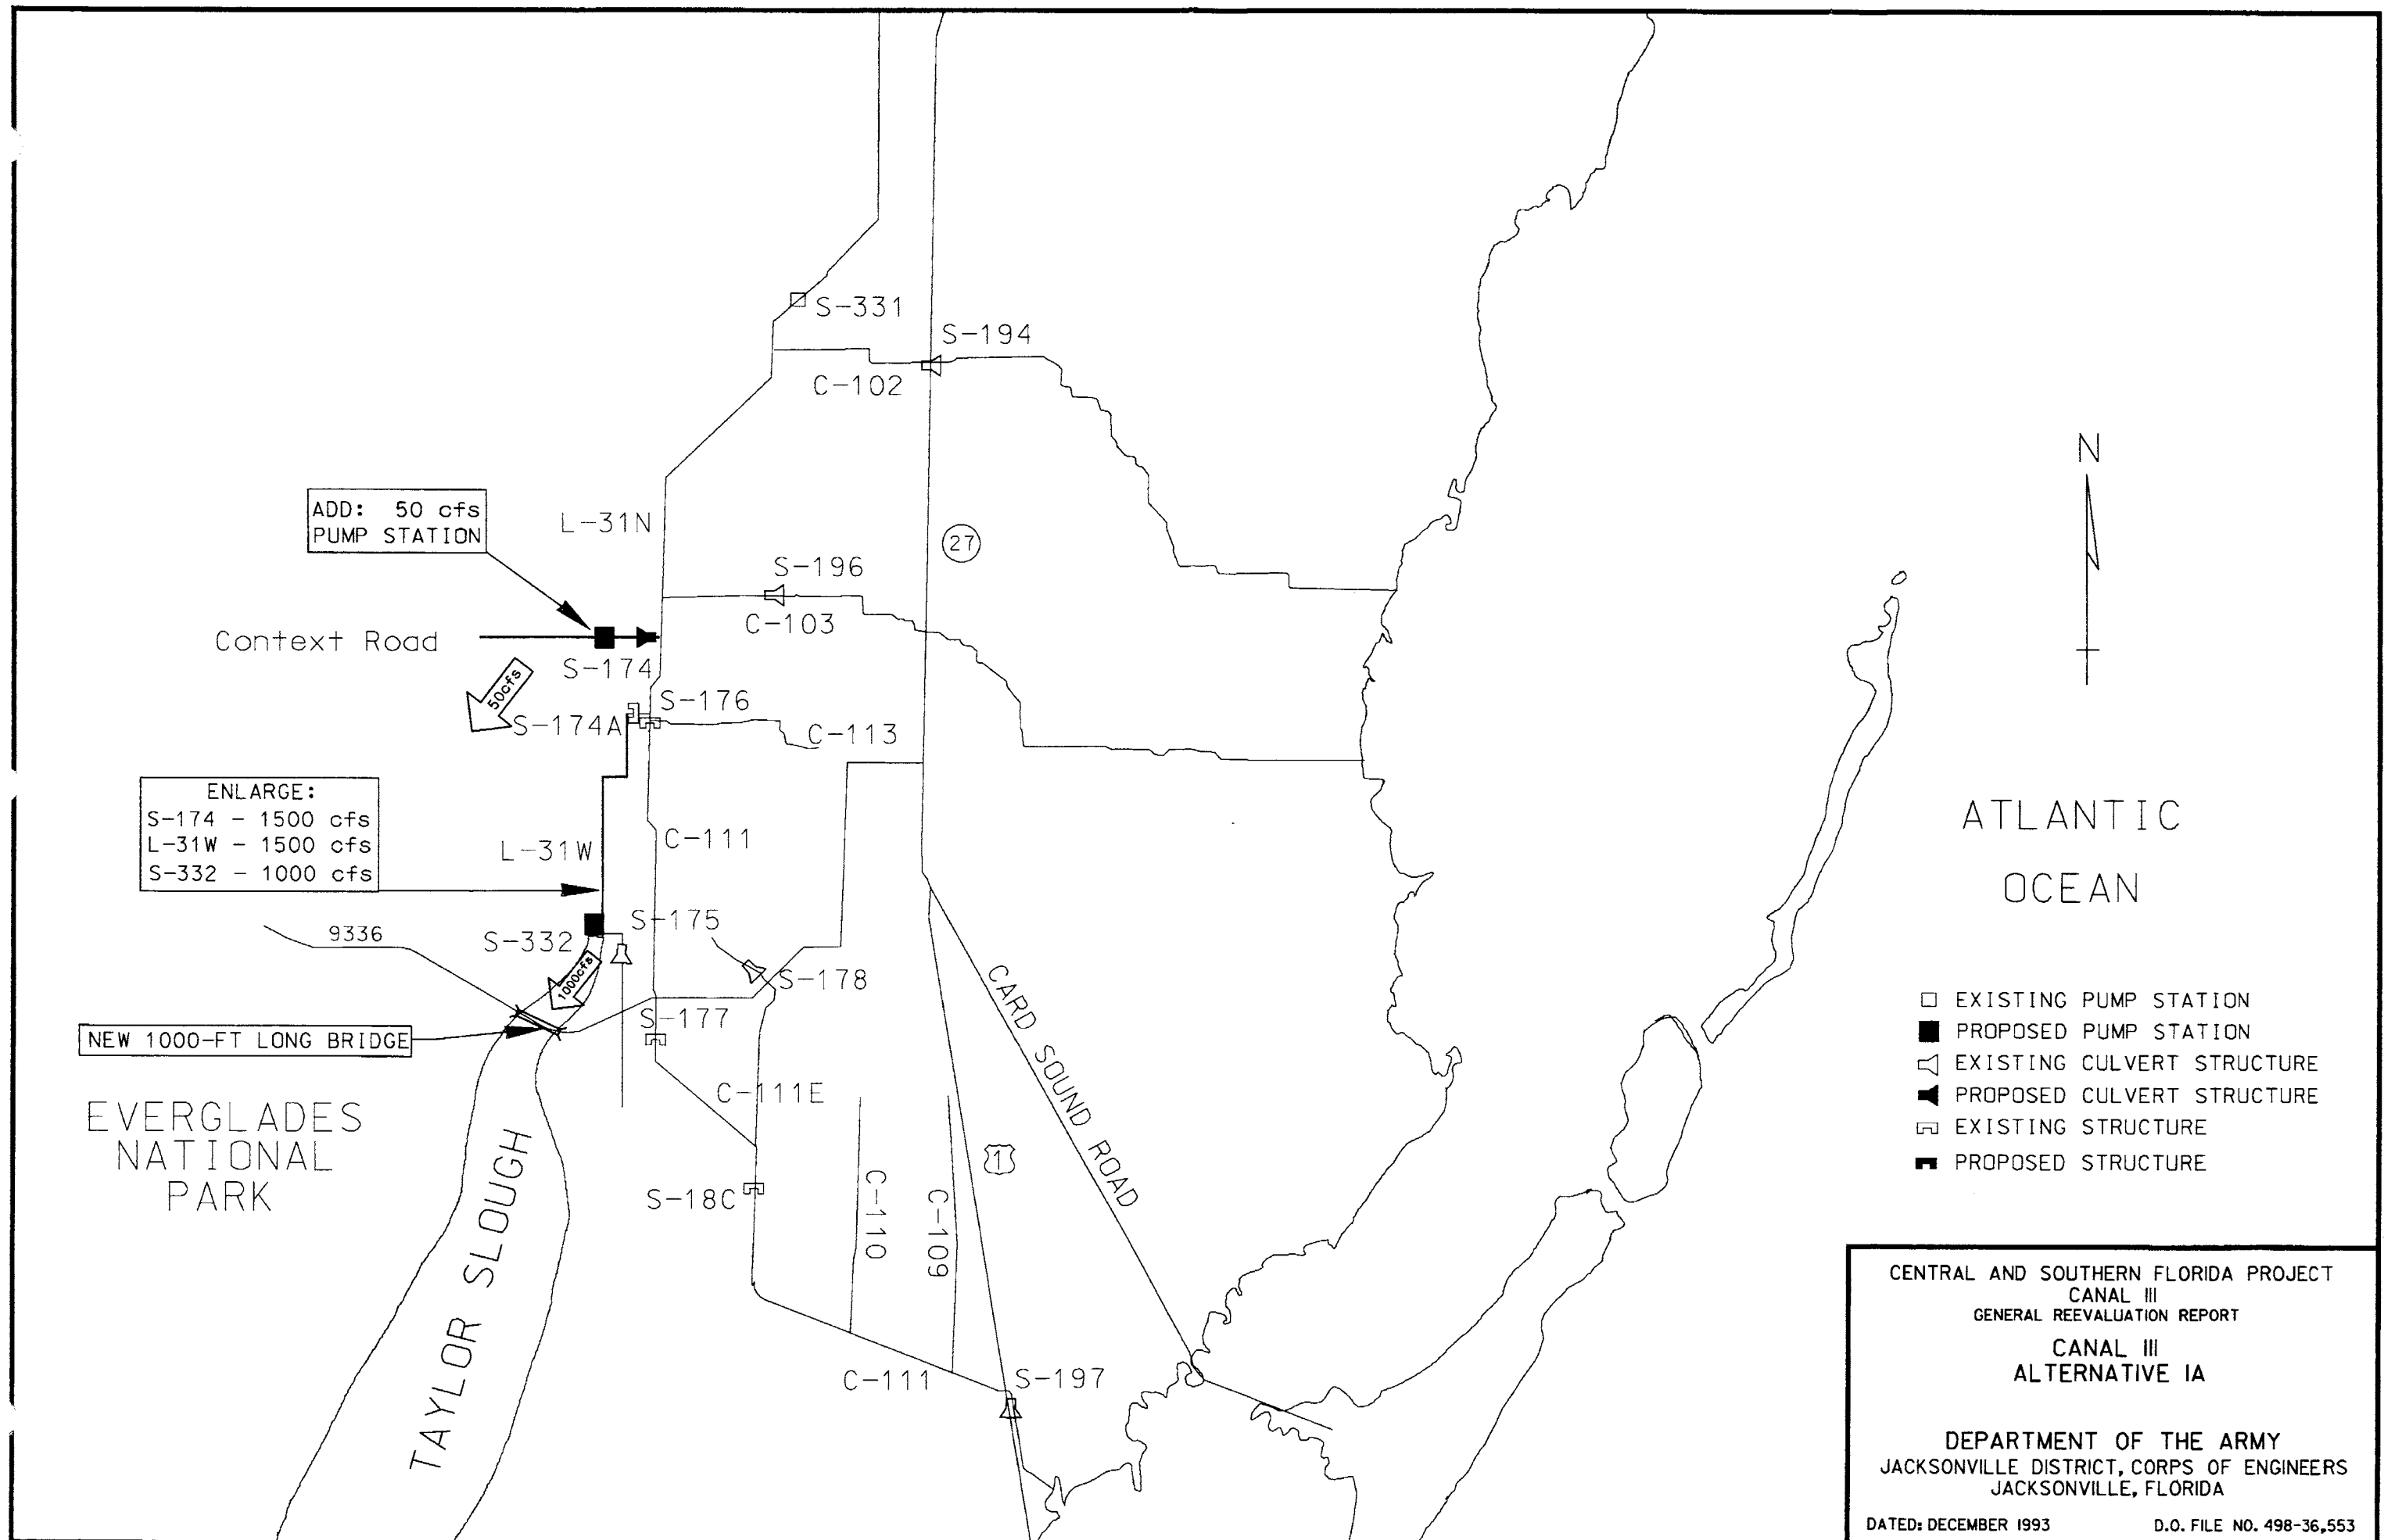 S-331
S-194
C-102
ADD: 50 cfs
PUMP STATION
L-31N
27
S-196
C-103
Context Road
S-174
50cfs
S-176
S-174A
C-113
ENLARGE:
S-174 - 1500 cfs
L-31W - 1500 cfs
S-332 - 1000 cfs
L-31W
C-111
S-175
9336
S-332
1000cfs
S-178
S-177
NEW 1000-FT LONG BRIDGE
C-111E
EVERGLADES
NATIONAL
PARK
TAYLOR SLOUGH
S-18C
C-110
C-109
1
CARD SOUND ROAD
C-111
S-197
N
ATLANTIC
OCEAN
EXISTING PUMP STATION
PROPOSED PUMP STATION
EXISTING CULVERT STRUCTURE
PROPOSED CULVERT STRUCTURE
EXISTING STRUCTURE
PROPOSED STRUCTURE
CENTRAL AND SOUTHERN FLORIDA PROJECT
CANAL 111
GENERAL REEVALUATION REPORT
CANAL 111
ALTERNATIVE 1A
DEPARTMENT OF THE ARMY
JACKSONVILLE DISTRICT, CORPS OF ENGINEERS
JACKSONVILLE, FLORIDA
DATED: DECEMBER 1993 D.O. FILE NO. 498-36,553